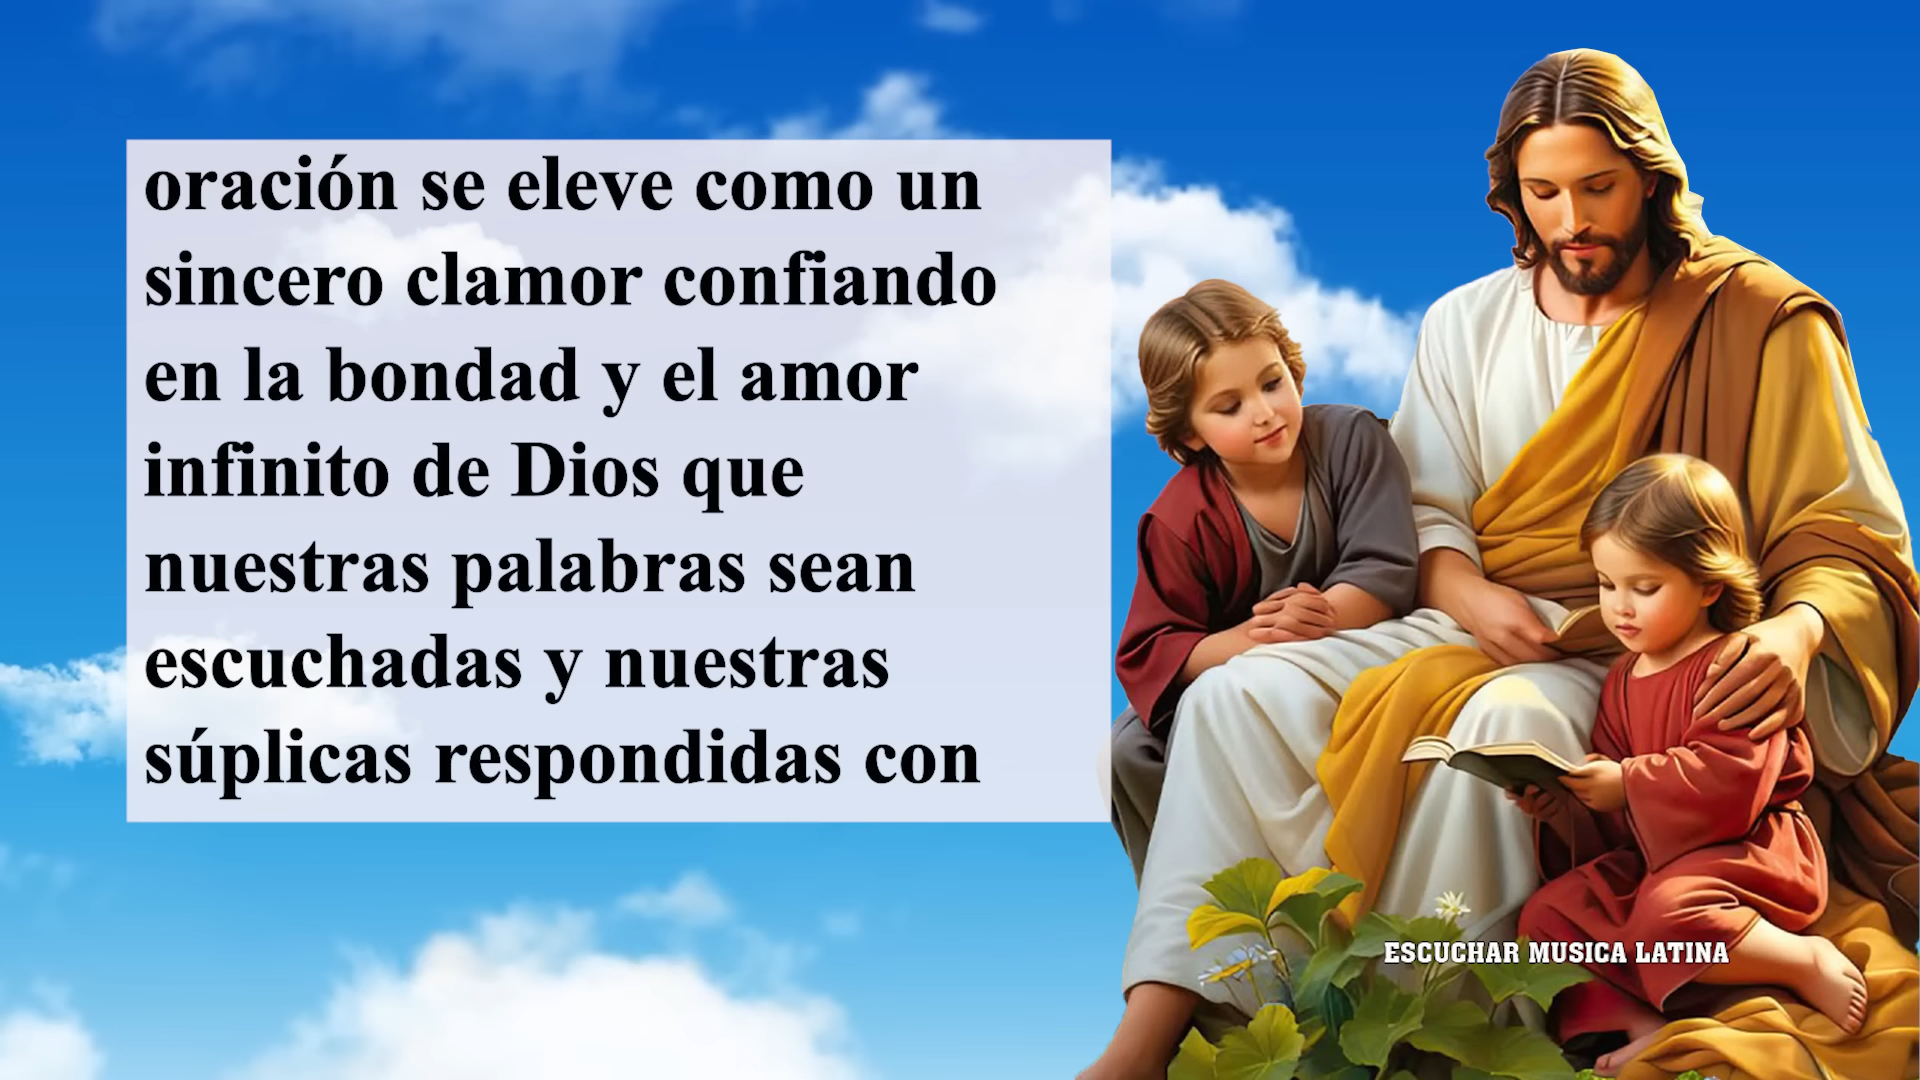 oración se eleve como un
sincero clamor confiando
en la bondad y el amor
infinito de Dios que
nuestras palabras sean
escuchadas y nuestras
súplicas respondidas con
ESCUCHAR MUSICA LATINA